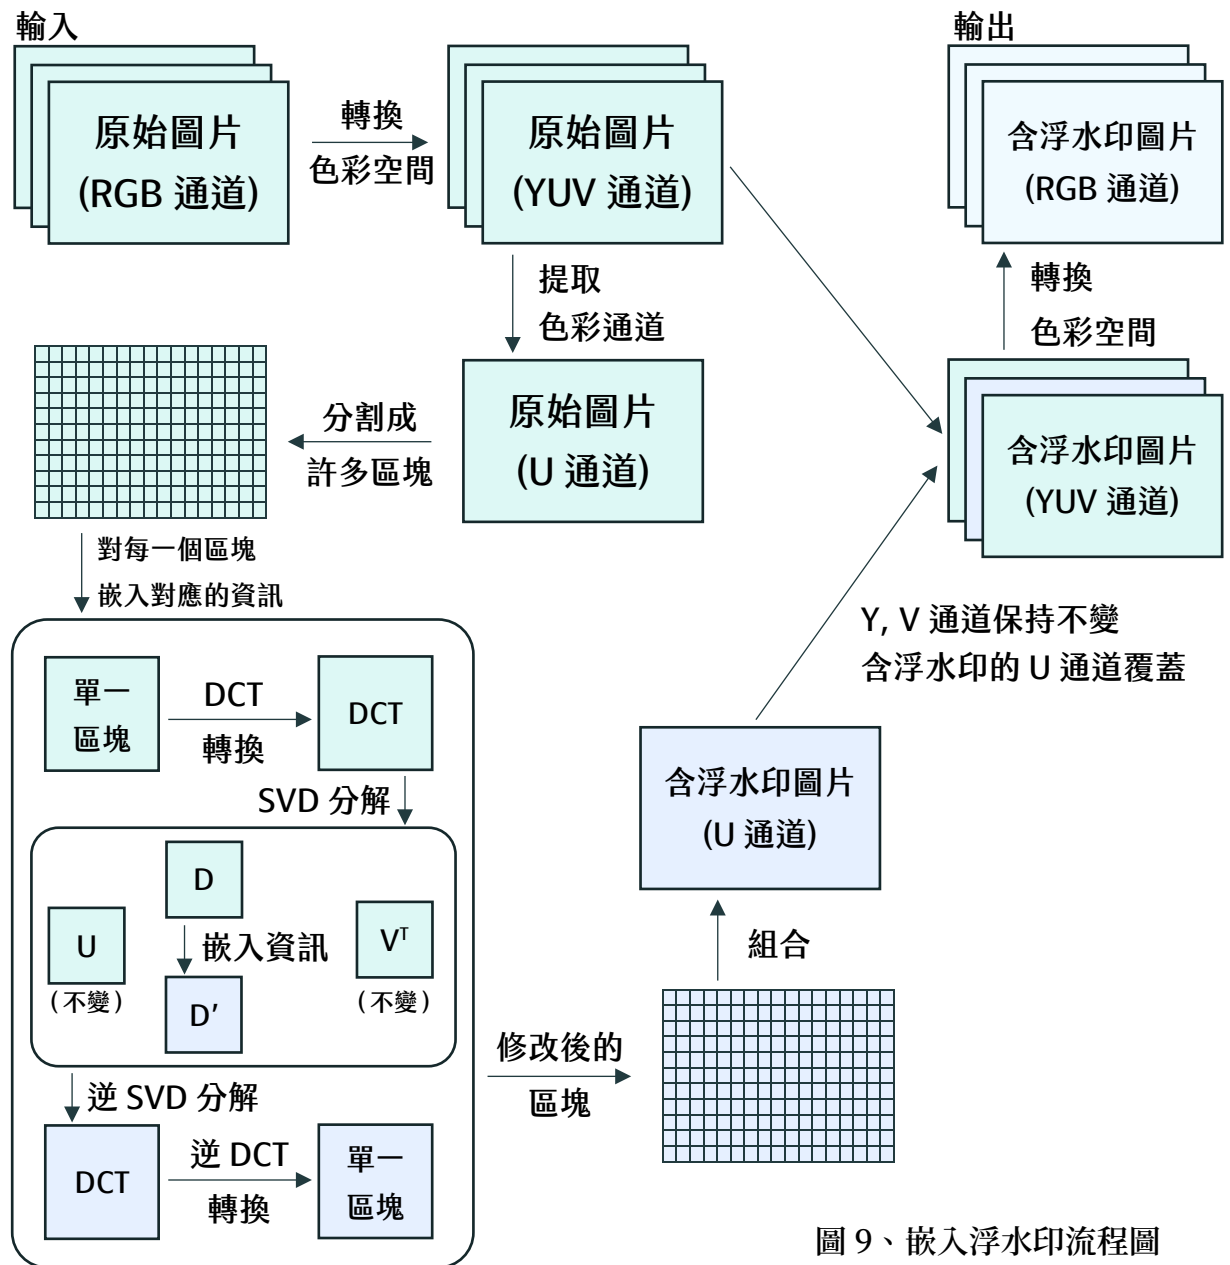 輸入
原始圖片
(RGB 通道)
轉換
色彩空間
原始圖片
(YUV 通道)
輸出
含浮水印圖片
(RGB 通道)
提取
色彩通道
轉換
色彩空間
原始圖片
(U 通道)
分割成
許多區塊
含浮水印圖片
(YUV 通道)
對每一個區塊
嵌入對應的資訊
Y, V 通道保持不變
含浮水印的 U 通道覆蓋
單一
區塊
DCT
轉換
DCT
SVD 分解
D
U
(不變)
嵌入資訊
Vᵀ
(不變)
D′
逆 SVD 分解
DCT
逆 DCT
轉換
單一
區塊
修改後的
區塊
組合
含浮水印圖片
(U 通道)
圖 9、嵌入浮水印流程圖